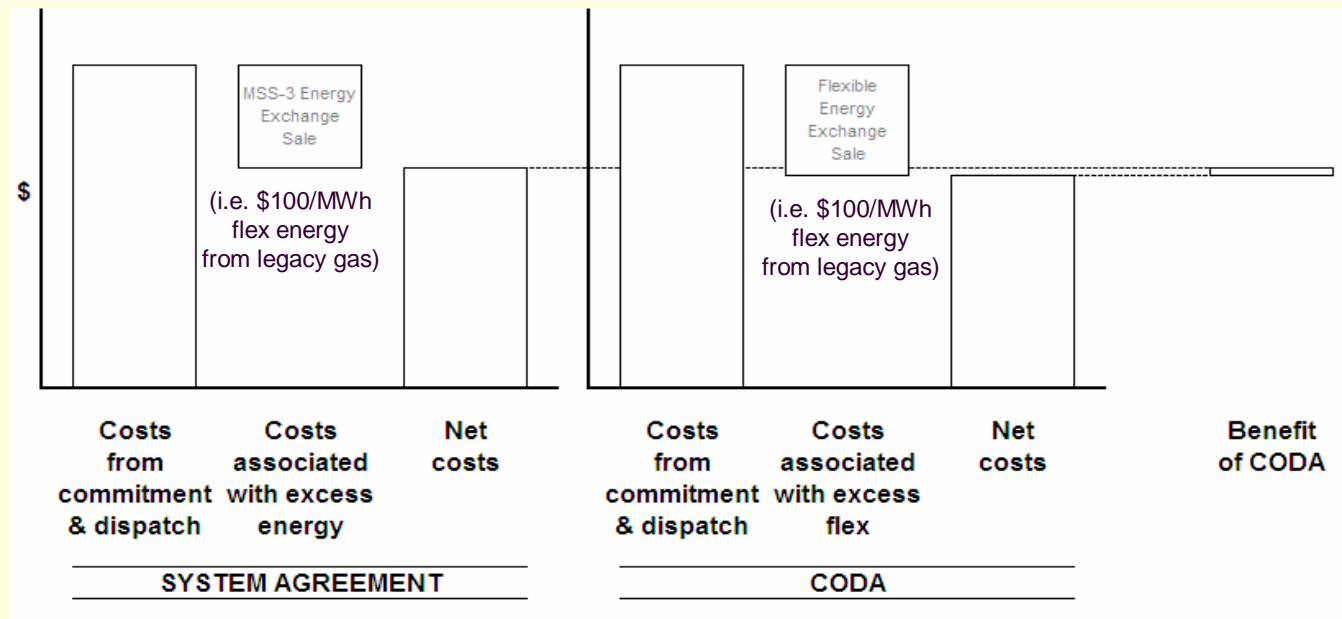 $
MSS-3 Energy
Exchange
Sale
(i.e. $100/MWh
flex energy
from legacy gas)
Flexible
Energy
Exchange
Sale
(i.e. $100/MWh
flex energy
from legacy gas)
Costs
from
commitment
& dispatch
Costs
associated
with excess
energy
Net
costs
Costs
from
commitment
& dispatch
Costs
associated
with excess
flex
Net
costs
Benefit
of CODA
SYSTEM AGREEMENT
CODA